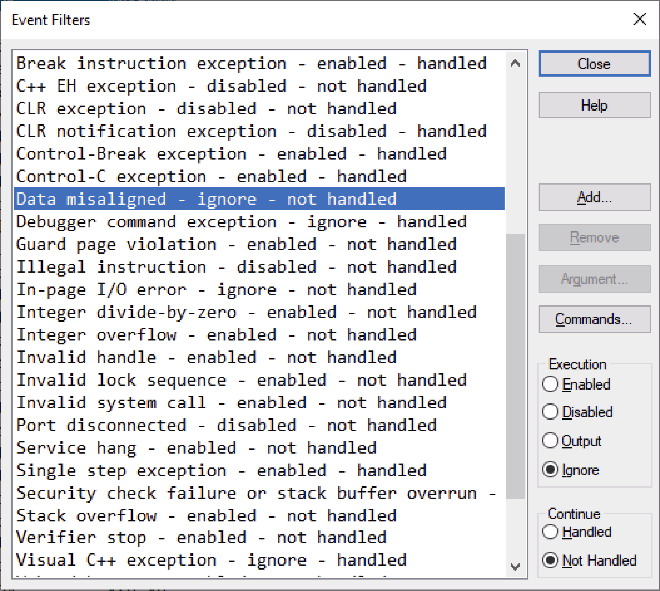 Event Filters
Break instruction exception - enabled - handled
C++ EH exception - disabled - not handled
CLR exception - disabled - not handled
CLR notification exception - disabled - handled
Control-Break exception - enabled - handled
Control-C exception - enabled - handled
Data misaligned - ignore - not handled
Debugger command exception - ignore - handled
Guard page violation - enabled - not handled
Illegal instruction - disabled - not handled
In-page I/O error - ignore - not handled
Integer divide-by-zero - enabled - not handled
Integer overflow - enabled - not handled
Invalid handle - enabled - not handled
Invalid lock sequence - enabled - not handled
Invalid system call - enabled - not handled
Port disconnected - disabled - not handled
Service hang - enabled - not handled
Single step exception - enabled - handled
Security check failure or stack buffer overrun -
Stack overflow - enabled - not handled
Verifier stop - enabled - not handled
Visual C++ exception - ignore - handled
Close
Help
Add...
Remove
Argument...
Commands...
Execution
Enabled
Disabled
Output
Ignore
Continue
Handled
Not Handled